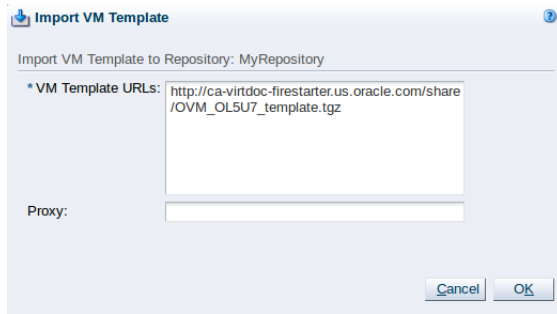 Import VM Template
?
Import VM Template to Repository: MyRepository
* VM Template URLs: http://ca-virtdoc-firestarter.us.oracle.com/share
/OVM_OL5U7_template.tgz
Proxy:
Cancel OK